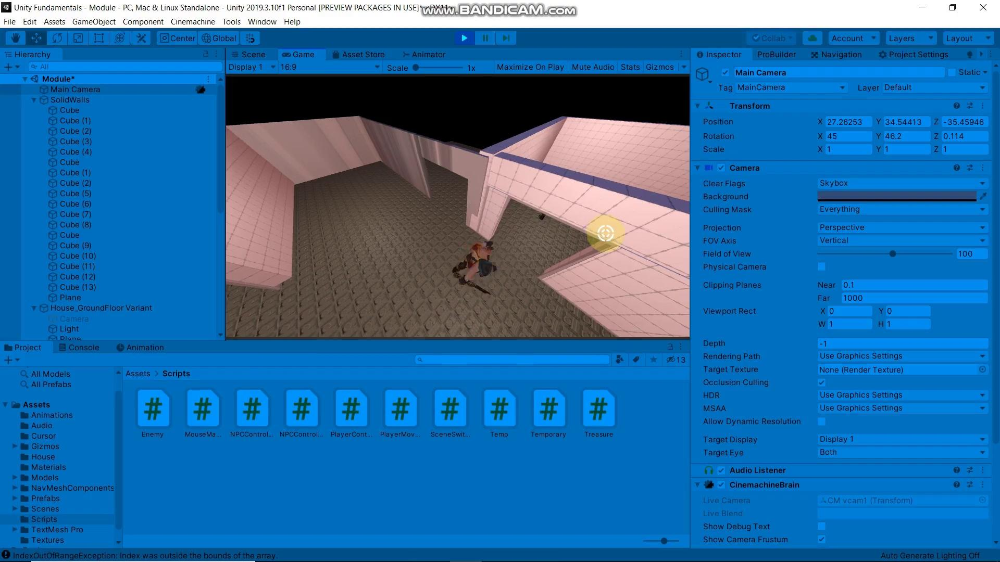 Unity Fundamentals - Module - PC, Mac & Linux Standalone - Unity 2019.3.10f1 Personal [PREVIEW PACKAGES IN USE]* <DX11>
www.BANDICAM.com
File Edit Assets GameObject Component Cinemachine Tools Window Help
Center Global Collab Account Layers Layout
Hierarchy
All
Module*
Main Camera
SolidWalls
Cube
Cube (1)
Cube (2)
Cube (3)
Cube (4)
Cube
Cube (1)
Cube (2)
Cube (5)
Cube (6)
Cube (7)
Cube (8)
Cube
Cube (9)
Cube (10)
Cube (11)
Cube (12)
Cube (13)
Plane
House_GroundFloor Variant
Camera
Light
Plane
Scene Game Asset Store Animator
Display 1 16:9 Scale 1x Maximize On Play Mute Audio Stats Gizmos
Inspector ProBuilder Navigation Project Settings
Main Camera Static
Tag MainCamera Layer Default
Transform
Position X 27.26253 Y 34.54413 Z -35.45946
Rotation X 45 Y 46.2 Z 0.114
Scale X 1 Y 1 Z 1
Camera
Clear Flags Skybox
Background
Culling Mask Everything
Projection Perspective
FOV Axis Vertical
Field of View 100
Physical Camera
Clipping Planes Near 0.1
Far 1000
Viewport Rect X 0 Y 0
W 1 H 1
Depth -1
Rendering Path Use Graphics Settings
Target Texture None (Render Texture)
Occlusion Culling
HDR Use Graphics Settings
MSAA Use Graphics Settings
Allow Dynamic Resolution
Target Display Display 1
Target Eye Both
Audio Listener
CinemachineBrain
Live Camera CM vcam1 (Transform)
Live Blend
Show Debug Text
Show Camera Frustum
Project Console Animation
13
All Models
All Prefabs
Assets
Animations
Audio
Cursor
Gizmos
House
Materials
Models
NavMeshComponents
Prefabs
Scenes
Scripts
TextMesh Pro
Textures
Assets > Scripts
# # # # # # # # # #
Enemy MouseMa... NPCControl... NPCControl... PlayerCont... PlayerMov... SceneSwit... Temp Temporary Treasure
IndexOutOfRangeException: Index was outside the bounds of the array.
Auto Generate Lighting Off